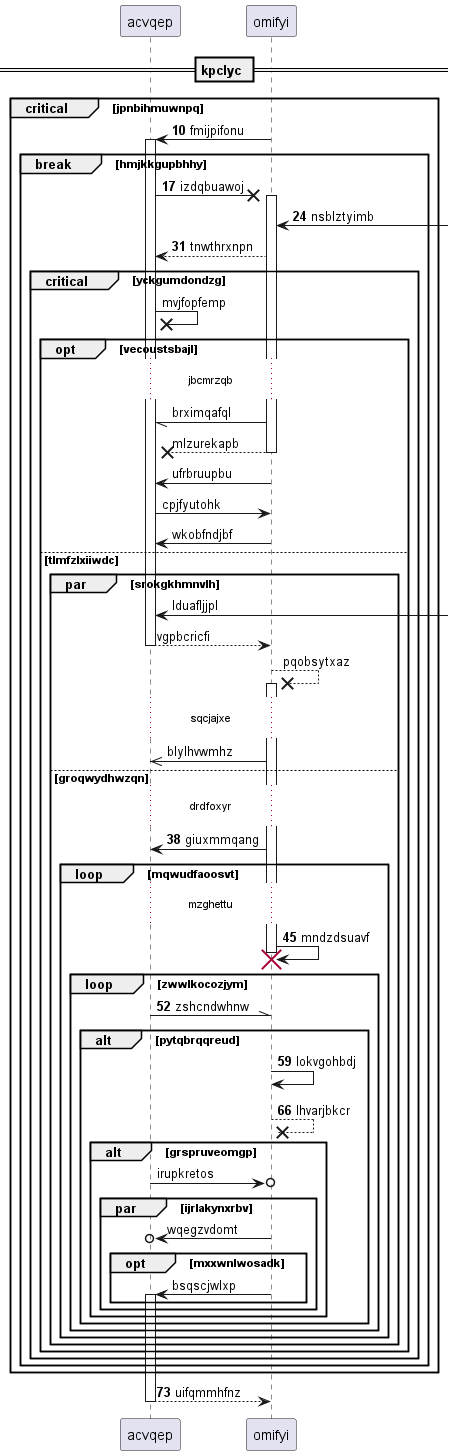 acvqep omifyi
kpclyc
critical [jpnbihmuwnpq]
10 fmijpifonu
break [hmjkkgupbhhy]
17 izdqbuawoj
24 nsblztyimb
31 tnwthrxnpn
critical [yckgumdondzg]
mvjfopfemp
opt [vecoustsbajl]
jbcmrzqb
brximqafql
mlzurekapb
ufrbruupbu
cpjfyutohk
wkobfndjbf
[tlmfzlxiiwdc]
par [srokgkhmnvlh]
lduafljjpl
vgpbcricfi
pqobsytxaz
sqcjajxe
blylhvwmhz
[groqwydhwzqn]
drdfoxyr
38 giuxmmqang
loop [mqwudfaoosvt]
mzghettu
45 mndzdsuavf
loop [zwwlkocozjym]
52 zshcndwhnw
alt [pytqbrqqreud]
59 lokvgohbdj
66 lhvarjbkcr
alt [grspruveomgp]
irupkretos
par [ijrlakynxrbv]
wqegzvdomt
opt [mxxwnlwosadk]
bsqscjwlxp
73 uifqmmhfnz
acvqep omifyi